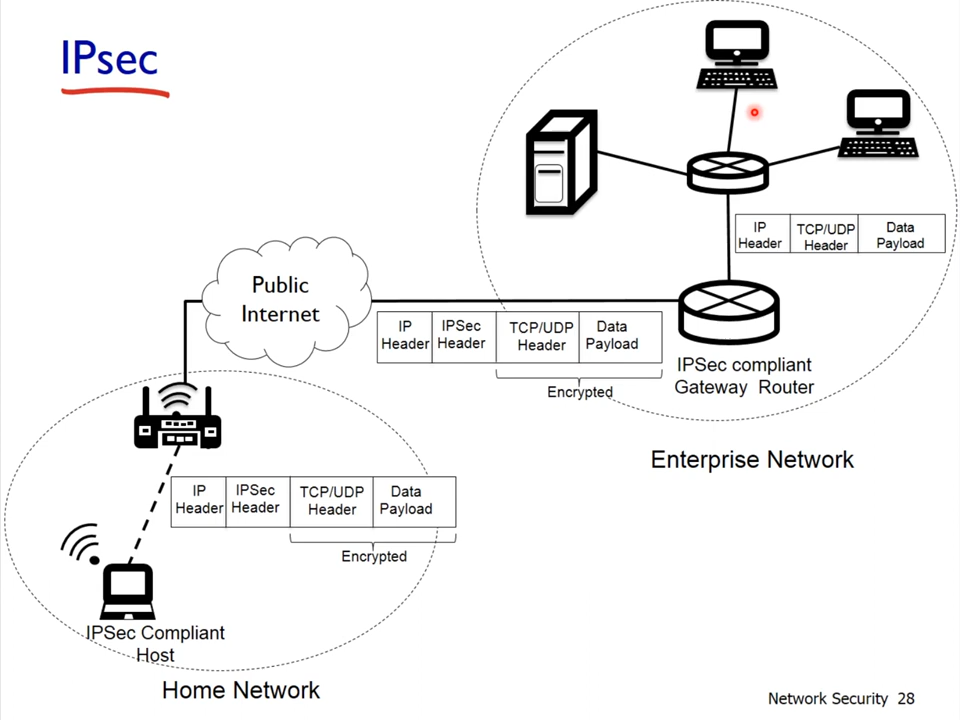 IPsec
IP
Header
TCP/UDP
Header
Data
Payload
Public
Internet
IP
Header
IPSec
Header
TCP/UDP
Header
Data
Payload
Encrypted
IPSec compliant
Gateway Router
Enterprise Network
IP
Header
IPSec
Header
TCP/UDP
Header
Data
Payload
Encrypted
IPSec Compliant
Host
Home Network
Network Security 28